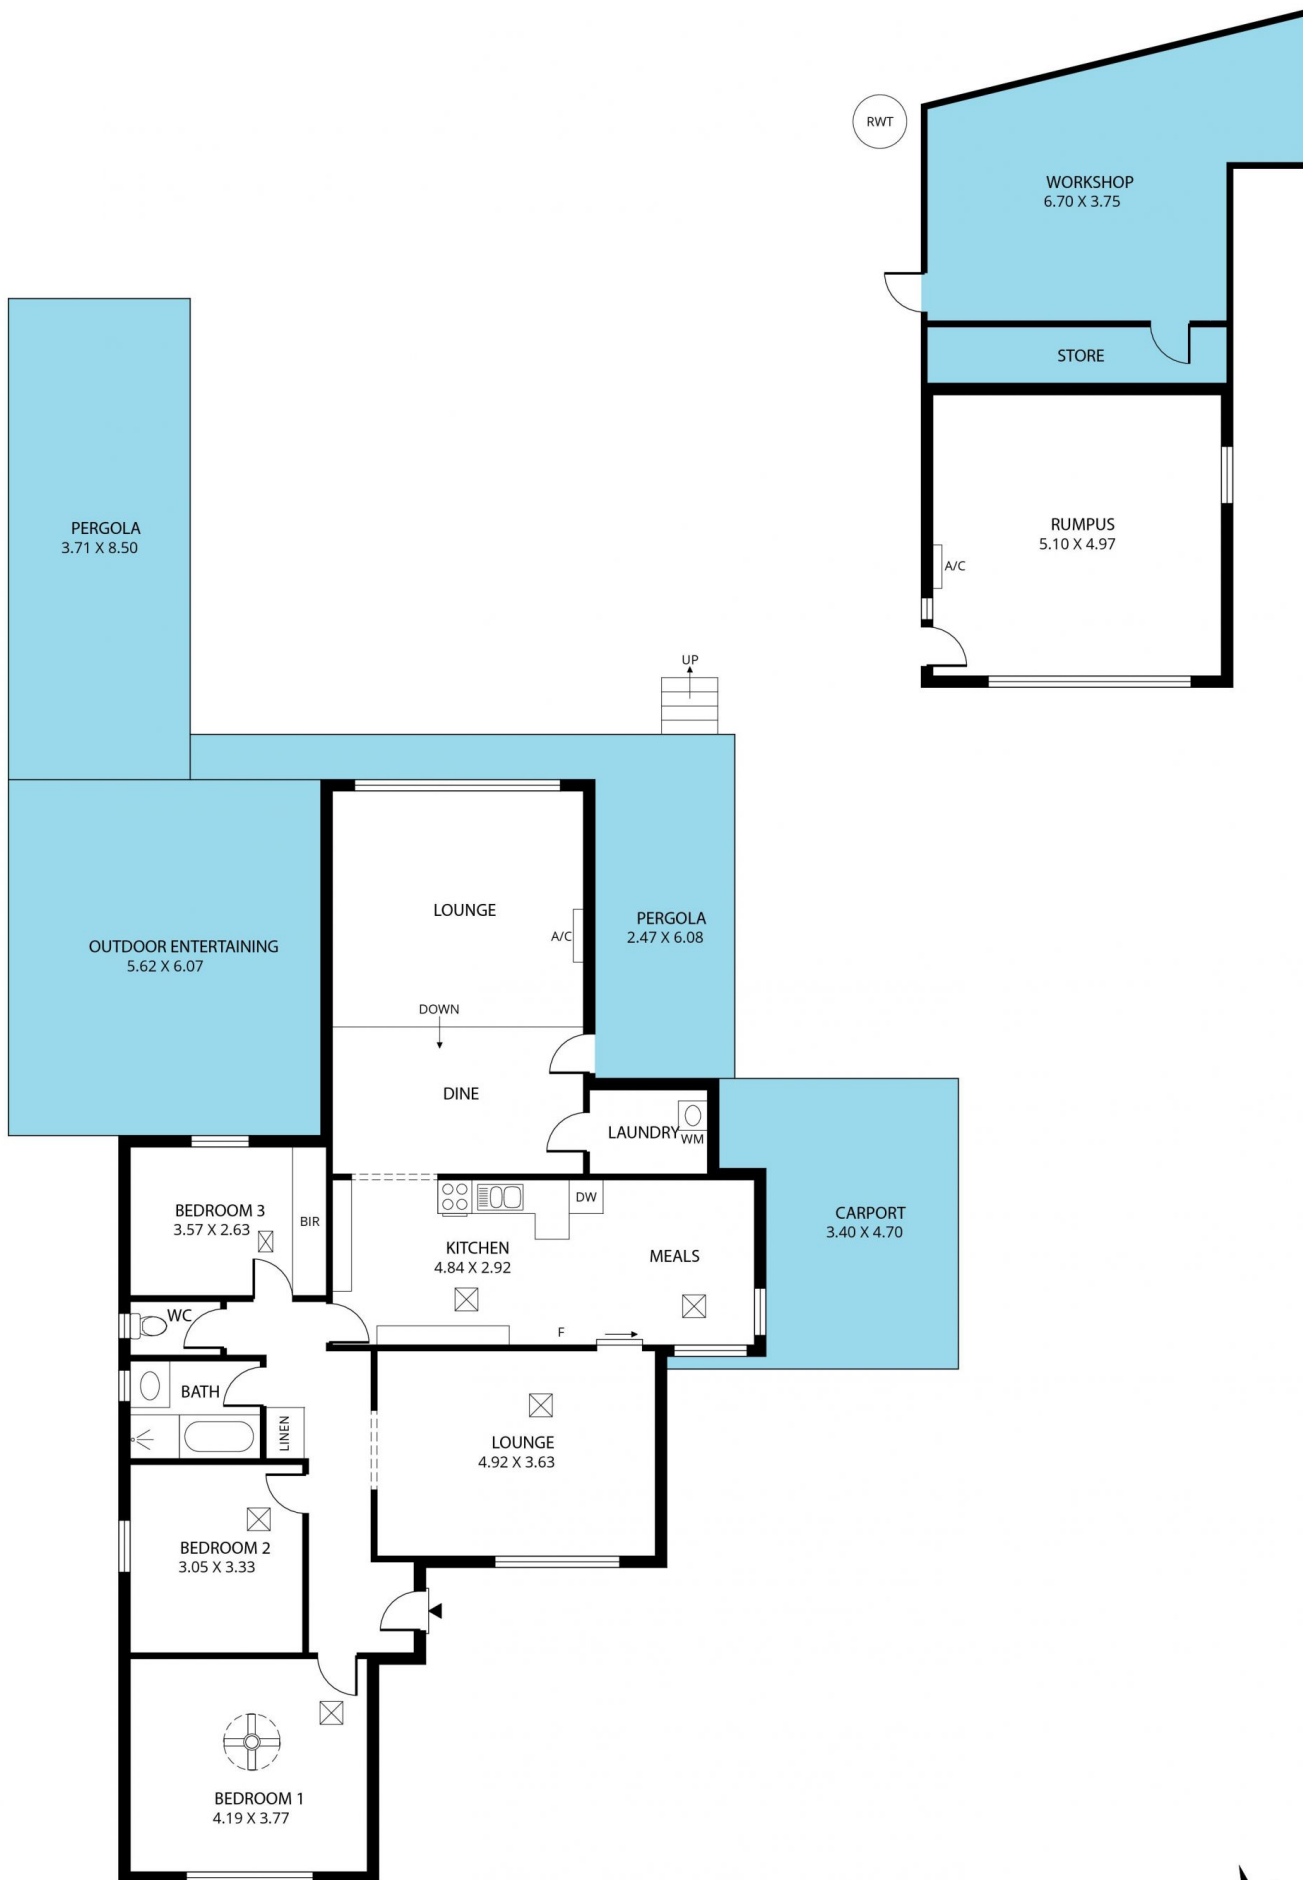 RWT
WORKSHOP
6.70 X 3.75
STORE
RUMPUS
5.10 X 4.97
A/C
PERGOLA
3.71 X 8.50
UP
LOUNGE
A/C
PERGOLA
2.47 X 6.08
OUTDOOR ENTERTAINING
5.62 X 6.07
DOWN
DINE
LAUNDRY
WM
BEDROOM 3
3.57 X 2.63
BIR
DW
KITCHEN
4.84 X 2.92
MEALS
CARPORT
3.40 X 4.70
WC
F
BATH
LINEN
LOUNGE
4.92 X 3.63
BEDROOM 2
3.05 X 3.33
BEDROOM 1
4.19 X 3.77